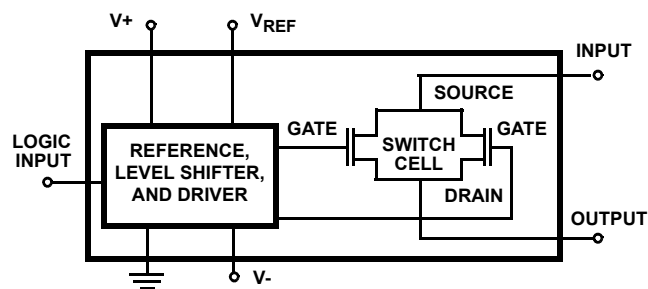 V+
VREF
INPUT
SOURCE
LOGIC
INPUT
GATE
GATE
REFERENCE,
LEVEL SHIFTER,
AND DRIVER
SWITCH
CELL
DRAIN
OUTPUT
V-